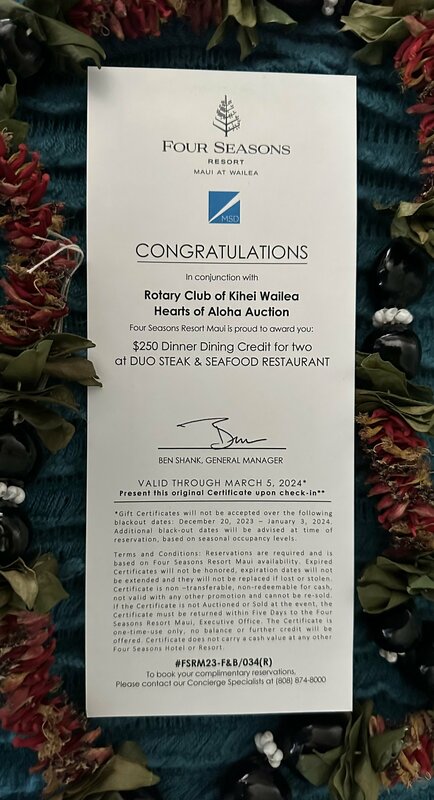 FOUR SEASONS
RESORT
MAUI AT WAILEA
MSD
CONGRATULATIONS
In conjunction with
Rotary Club of Kihei Wailea
Hearts of Aloha Auction
Four Seasons Resort Maui is proud to award you:
$250 Dinner Dining Credit for two
at DUO STEAK & SEAFOOD RESTAURANT
BEN SHANK, GENERAL MANAGER
VALID THROUGH MARCH 5, 2024*
Present this original Certificate upon check-in**
*Gift Certificates will not be accepted over the following
blackout dates: December 20, 2023 – January 3, 2024.
Additional black-out dates will be advised at time of
reservation, based on seasonal occupancy levels.
Terms and Conditions: Reservations are required and is
based on Four Seasons Resort Maui availability. Expired
Certificates will not be honored, expiration dates will not
be extended and they will not be replaced if lost or stolen.
Certificate is non –transferable, non-redeemable for cash,
not valid with any other promotion and cannot be re-sold.
If the Certificate is not Auctioned or Sold at the event, the
Certificate must be returned within Five Days to the Four
Seasons Resort Maui, Executive Office. The Certificate is
one-time-use only, no balance or further credit will be
offered. Certificate does not carry a cash value at any other
Four Seasons Hotel or Resort.
#FSRM23-F&B/034(R)
To book your complimentary reservations,
Please contact our Concierge Specialists at (808) 874-8000